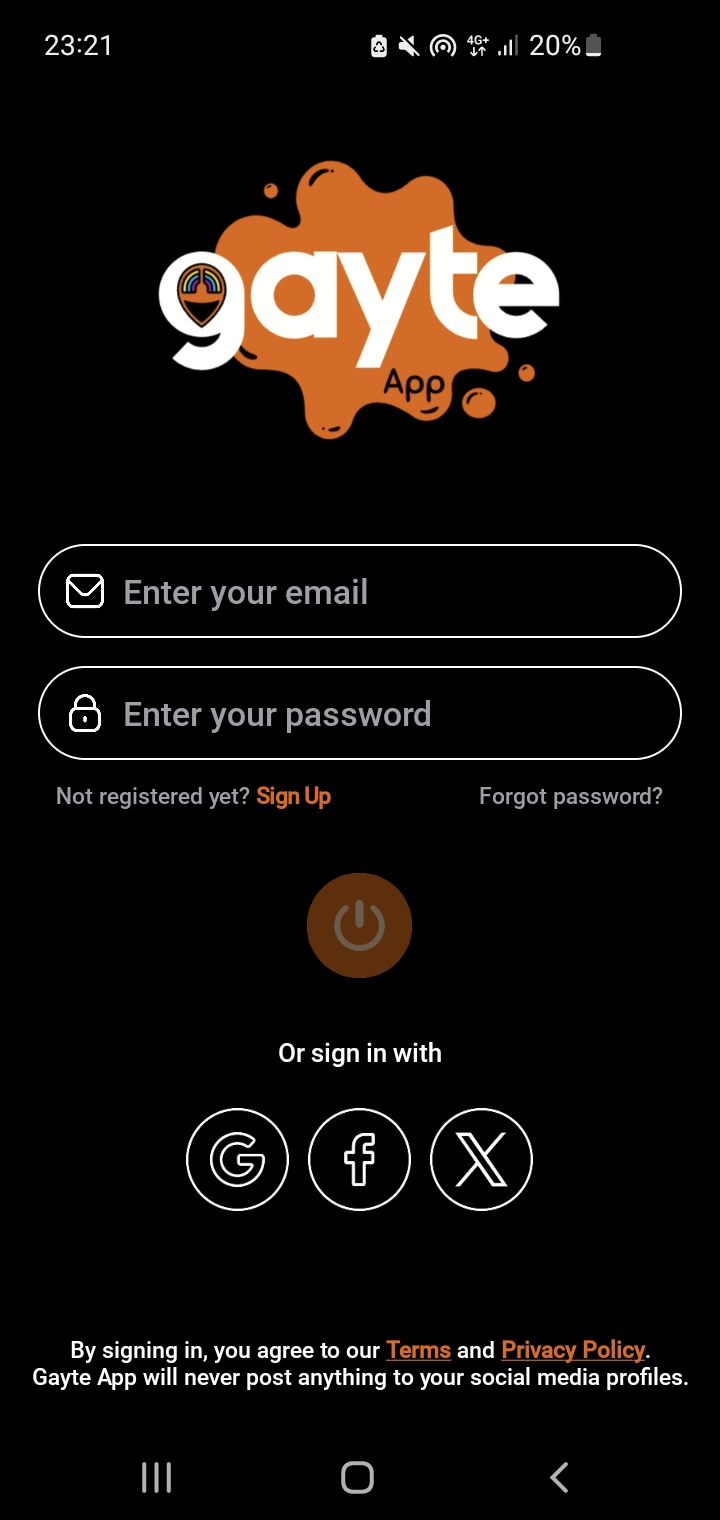 23:21
4G+
20%
gayte
App
Enter your email
Enter your password
Not registered yet? Sign Up
Forgot password?
Or sign in with
By signing in, you agree to our Terms and Privacy Policy.
Gayte App will never post anything to your social media profiles.